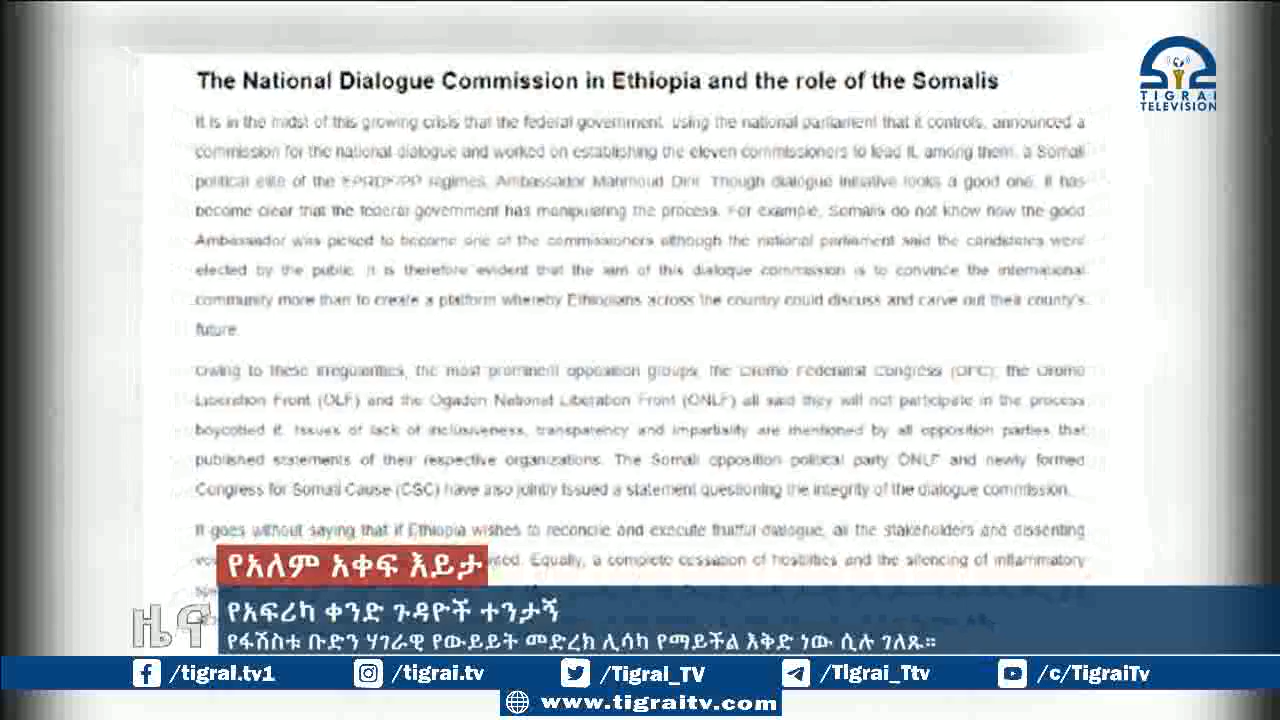 TIGRAI
TELEVISION
The National Dialogue Commission in Ethiopia and the role of the Somalis
It is in the midst of this growing crisis that the federal government, using the national parliament that it controls, announced a
commission for the national dialogue and worked on establishing the eleven commissioners to lead it, among them, a Somali
political elite of the EPRDF/PP regimes, Ambassador Mahmoud Dirir. Though dialogue initiative looks a good one, it has
become clear that the federal government has manipulating the process. For example, Somalis do not know how the good
Ambassador was picked to become one of the commissioners although the national parliament said the candidates were
elected by the public. It is therefore evident that the aim of this dialogue commission is to convince the international
community more than to create a platform whereby Ethiopians across the country could discuss and carve out their county's
future.
Owing to these irregularities, the most prominent opposition groups, the Oromo Federalist Congress (OFC), the Oromo
Liberation Front (OLF) and the Ogaden National Liberation Front (ONLF) all said they will not participate in the process
boycotted it. Issues of lack of inclusiveness, transparency and impartiality are mentioned by all opposition parties that
published statements of their respective organizations. The Somali opposition political party ONLF and newly formed
Congress for Somali Cause (CSC) have also jointly issued a statement questioning the integrity of the dialogue commission.
It goes without saying that if Ethiopia wishes to reconcile and execute fruitful dialogue, all the stakeholders and dissenting
Equally, a complete cessation of hostilities and the silencing of inflammatory
የአለም አቀፍ እይታ
ዜና
የአፍሪካ ቀንድ ጉዳዮች ተንታኝ
የፋሽስቱ ቡድን ሃገራዊ የውይይት መድረክ ሊሳካ የማይችል እቅድ ነው ሲሉ ገለጹ።
/tigrai.tv1
/tigrai.tv
/Tigrai_TV
/Tigrai_Ttv
/c/TigraiTv
www.tigraitv.com